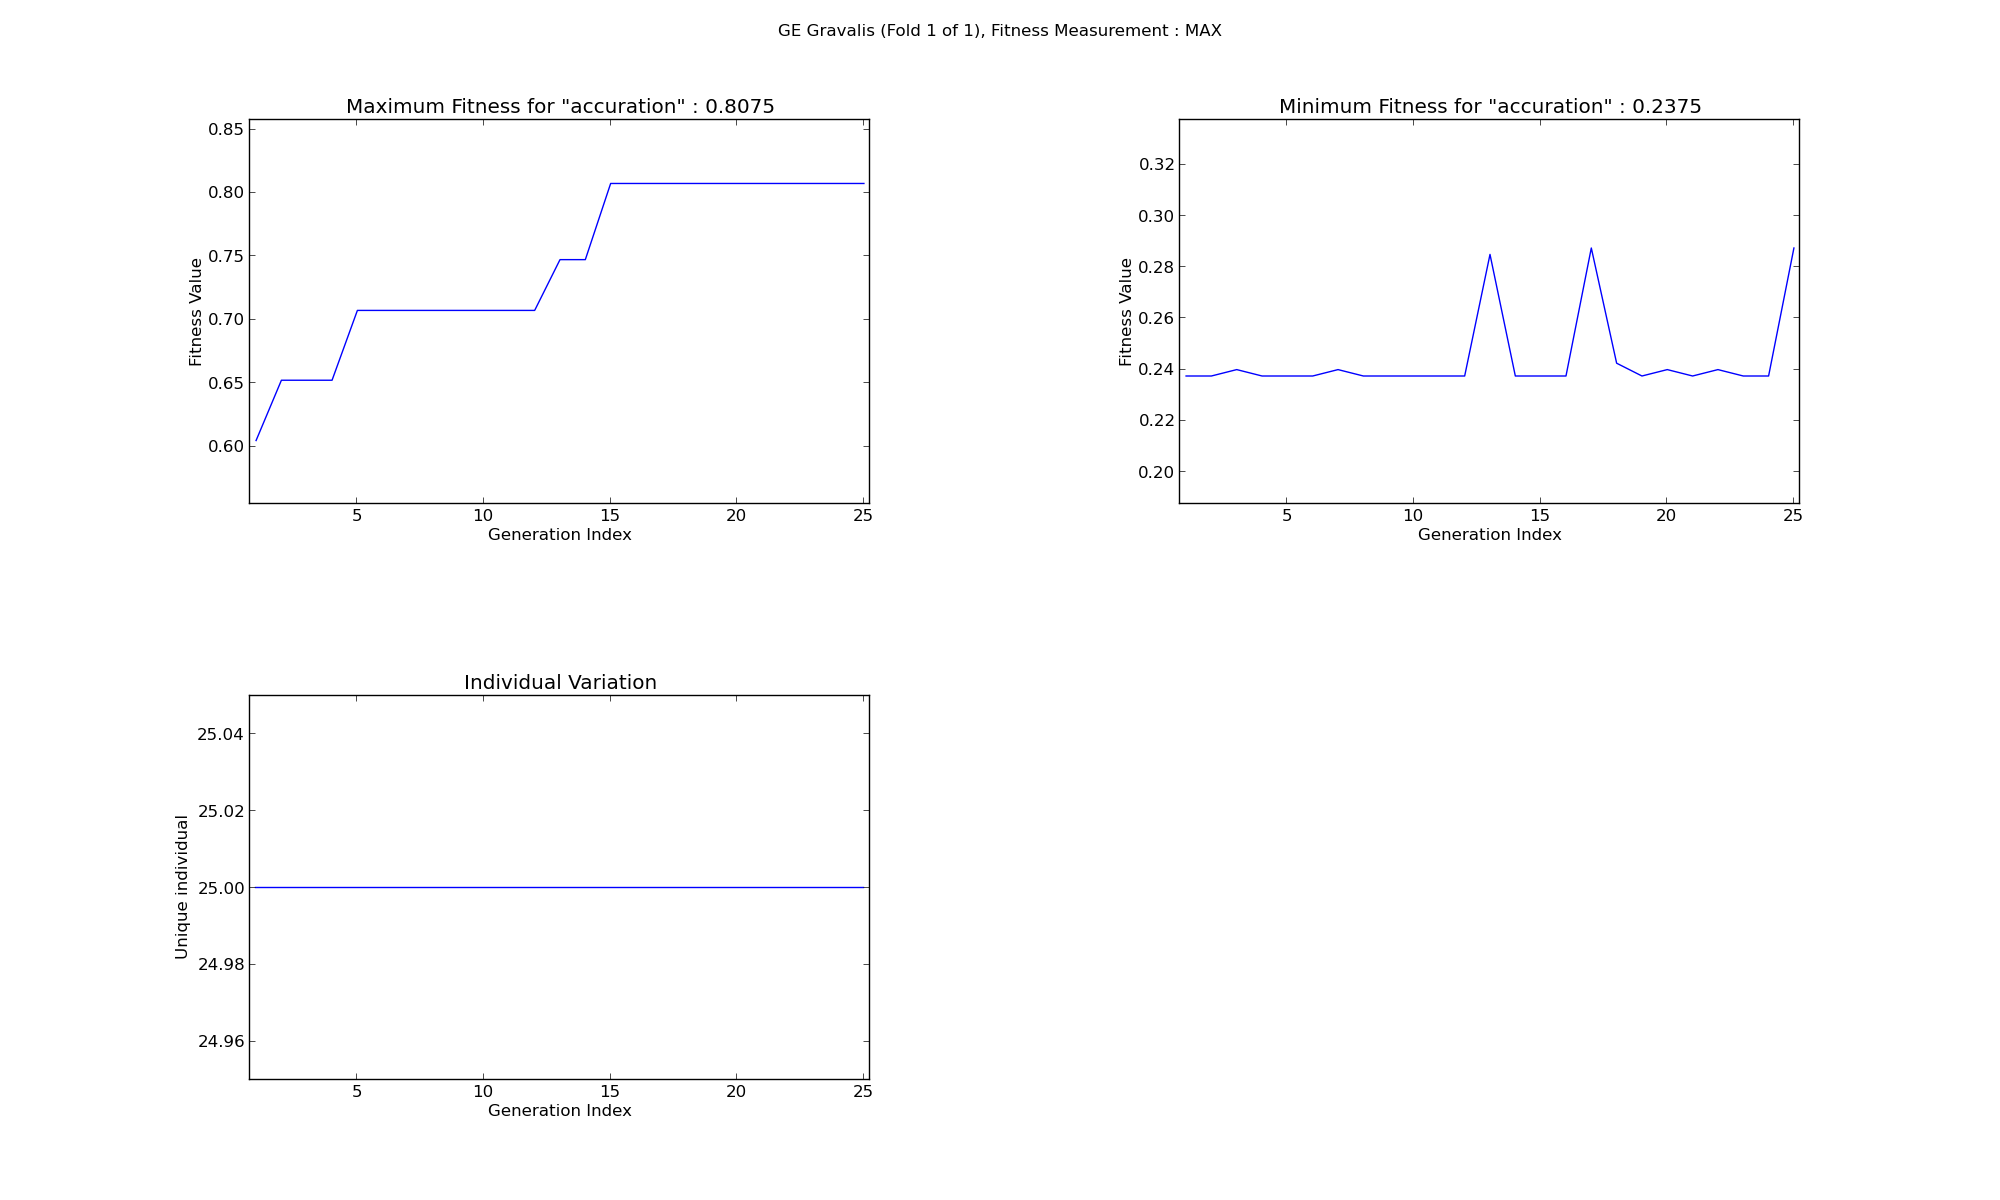 GE Gravalis (Fold 1 of 1), Fitness Measurement : MAX
Maximum Fitness for "accuration" : 0.8075
0.85
0.80
0.75
0.70
0.65
0.60
Fitness Value
5 10 15 20 25
Generation Index
Minimum Fitness for "accuration" : 0.2375
0.32
0.30
0.28
0.26
0.24
0.22
0.20
Fitness Value
5 10 15 20 25
Generation Index
Individual Variation
25.04
25.02
25.00
24.98
24.96
Unique individual
5 10 15 20 25
Generation Index